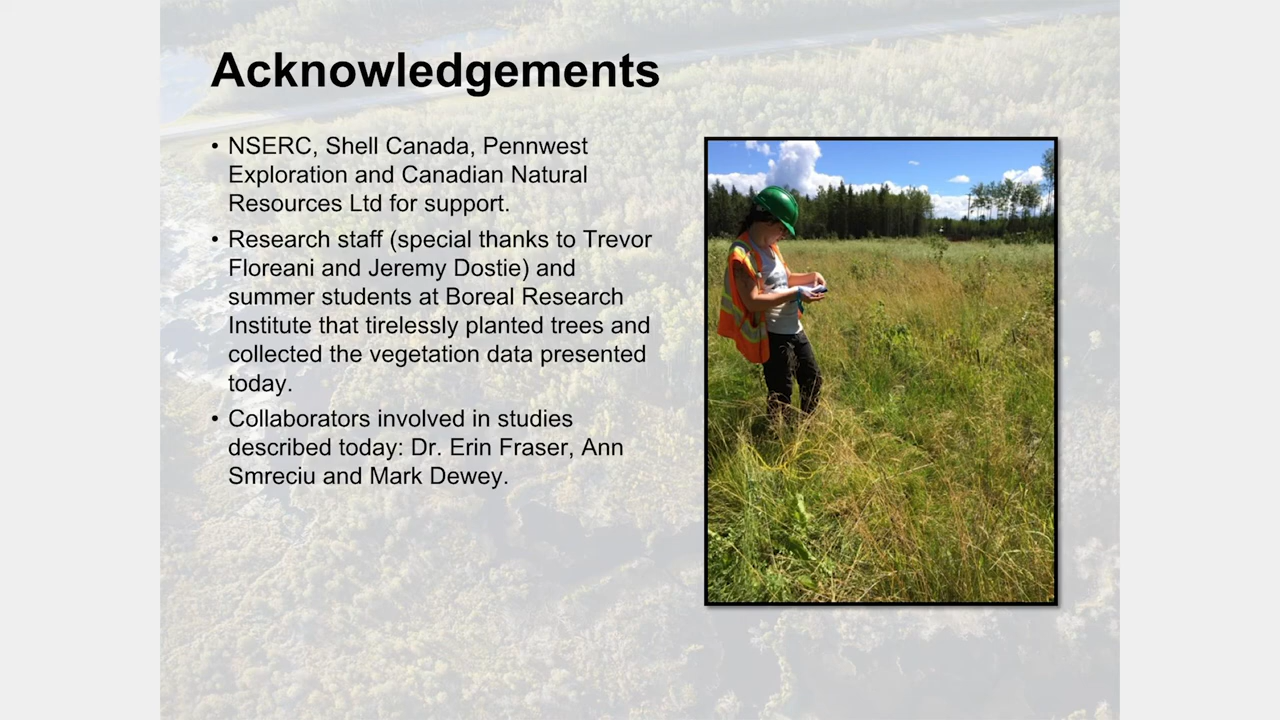 Acknowledgements
• NSERC, Shell Canada, Pennwest
Exploration and Canadian Natural
Resources Ltd for support.
• Research staff (special thanks to Trevor
Floreani and Jeremy Dostie) and
summer students at Boreal Research
Institute that tirelessly planted trees and
collected the vegetation data presented
today.
• Collaborators involved in studies
described today: Dr. Erin Fraser, Ann
Smreciu and Mark Dewey.